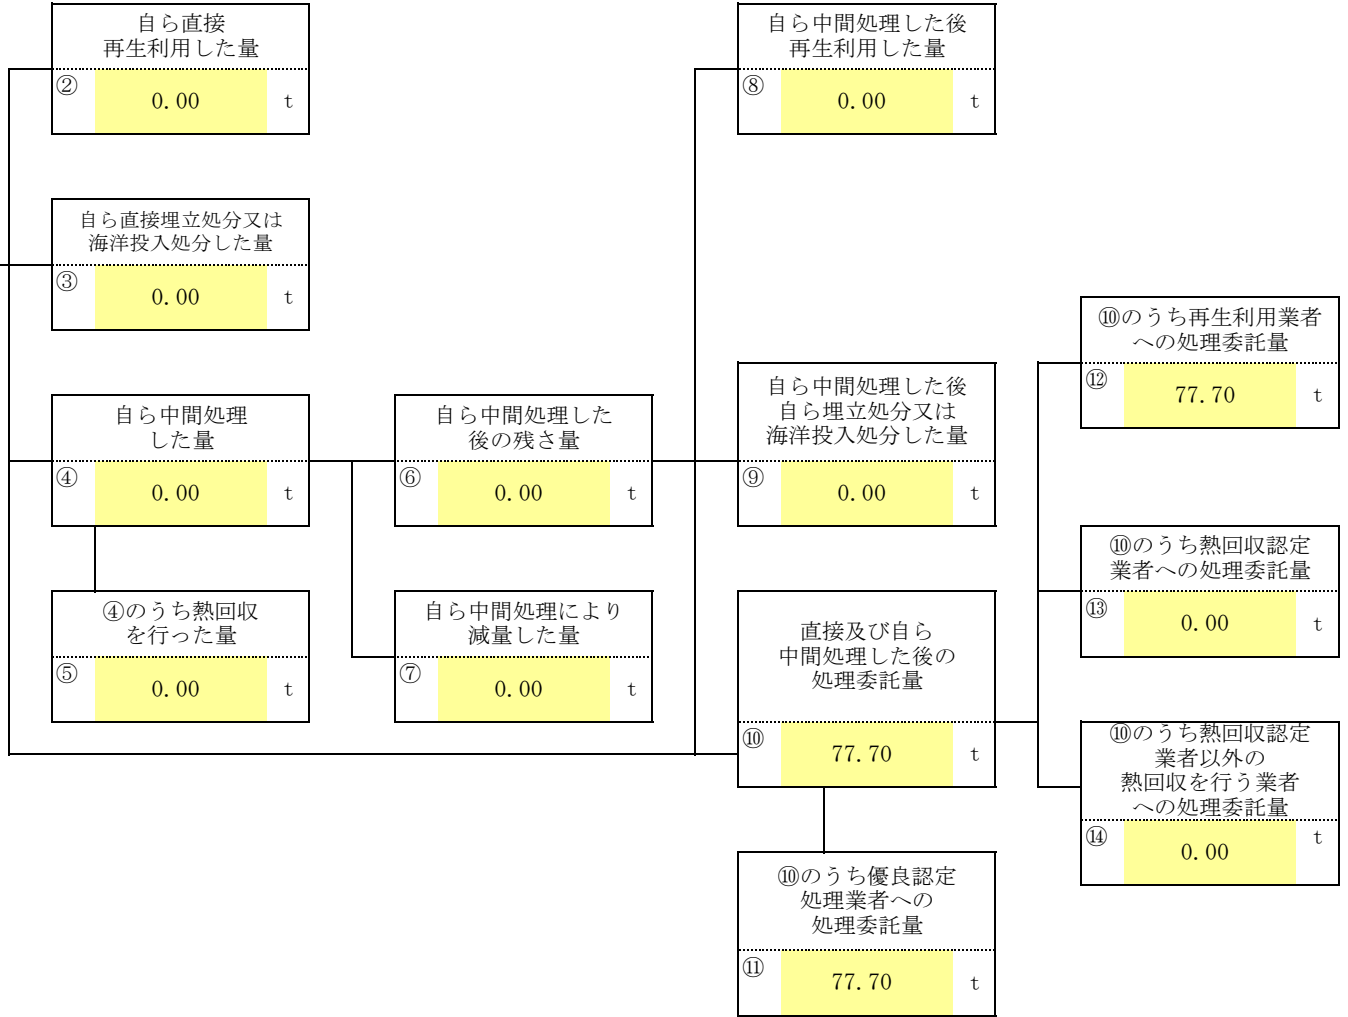 自ら直接
再生利用した量
② 0.00 t
自ら中間処理した後
再生利用した量
⑧ 0.00 t
自ら直接埋立処分又は
海洋投入処分した量
③ 0.00 t
⑩のうち再生利用業者
への処理委託量
⑫ 77.70 t
自ら中間処理
した量
④ 0.00 t
自ら中間処理した
後の残さ量
⑥ 0.00 t
自ら中間処理した後
自ら埋立処分又は
海洋投入処分した量
⑨ 0.00 t
⑩のうち熱回収認定
業者への処理委託量
⑬ 0.00 t
④のうち熱回収
を行った量
⑤ 0.00 t
自ら中間処理により
減量した量
⑦ 0.00 t
直接及び自ら
中間処理した後の
処理委託量
⑩ 77.70 t
⑩のうち熱回収認定
業者以外の
熱回収を行う業者
への処理委託量
⑭ 0.00 t
⑩のうち優良認定
処理業者への
処理委託量
⑪ 77.70 t